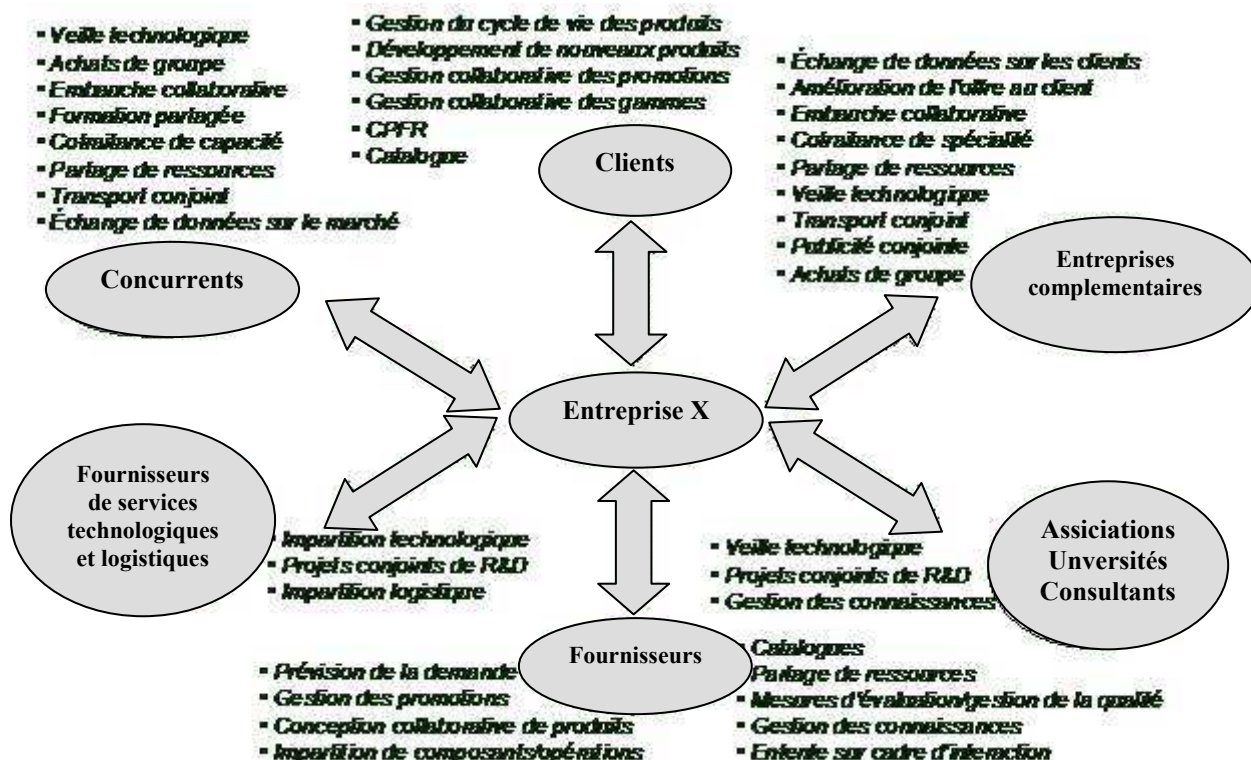 ▪ Veille technologique
▪ Achats de groupe
▪ Embauche collaborative
▪ Formation partagée
▪ Cotraitance de capacité
▪ Partage de ressources
▪ Transport conjoint
▪ Échange de données sur le marché
▪ Gestion du cycle de vie des produits
▪ Développement de nouveaux produits
▪ Gestion collaborative des promotions
▪ Gestion collaborative des gammes
▪ CPFR
▪ Catalogue
▪ Échange de données sur les clients
▪ Amélioration de l'offre au client
▪ Embauche collaborative
▪ Cotraitance de spécialité
▪ Partage de ressources
▪ Veille technologique
▪ Transport conjoint
▪ Publicité conjointe
▪ Achats de groupe
Clients
Concurrents
Entreprises
complementaires
Entreprise X
Fournisseurs
de services
technologiques
et logistiques
▪ Impartition technologique
▪ Projets conjoints de R&D
▪ Impartition logistique
▪ Veille technologique
▪ Projets conjoints de R&D
▪ Gestion des connaissances
Assiciations
Unversités
Consultants
Fournisseurs
▪ Prévision de la demande
▪ Gestion des promotions
▪ Conception collaborative de produits
▪ Impartition de composants/opérations
▪ Catalogues
Partage de ressources
▪ Mesures d'évaluation/gestion de la qualité
▪ Gestion des connaissances
▪ Entente sur cadre d'interaction